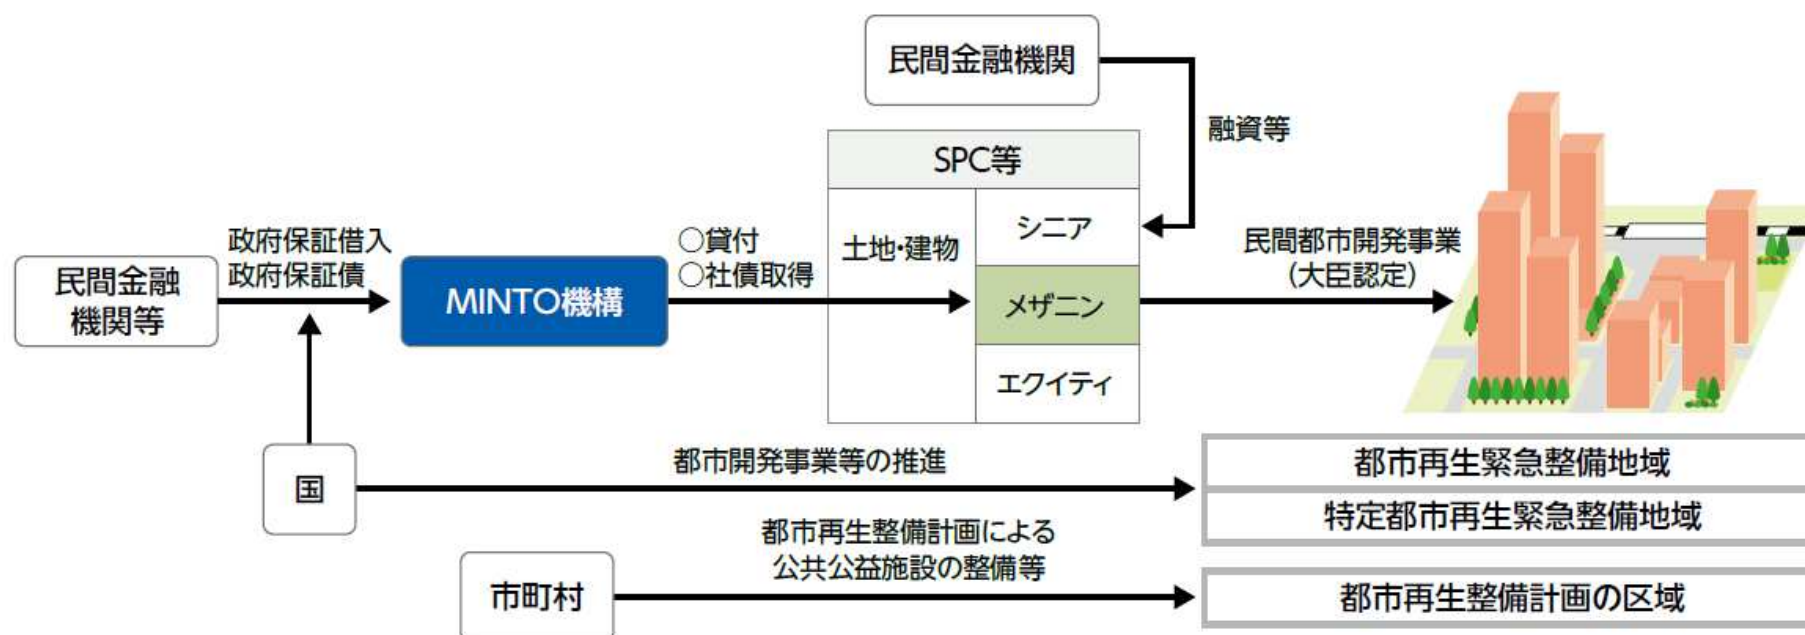 民間金融機関
融資等
SPC等
土地・建物
シニア
メザニン
エクイティ
政府保証借入
政府保証債
民間金融
機関等
MINTO機構
○貸付
○社債取得
民間都市開発事業
(大臣認定)
国
都市開発事業等の推進
都市再生緊急整備地域
特定都市再生緊急整備地域
市町村
都市再生整備計画による
公共公益施設の整備等
都市再生整備計画の区域